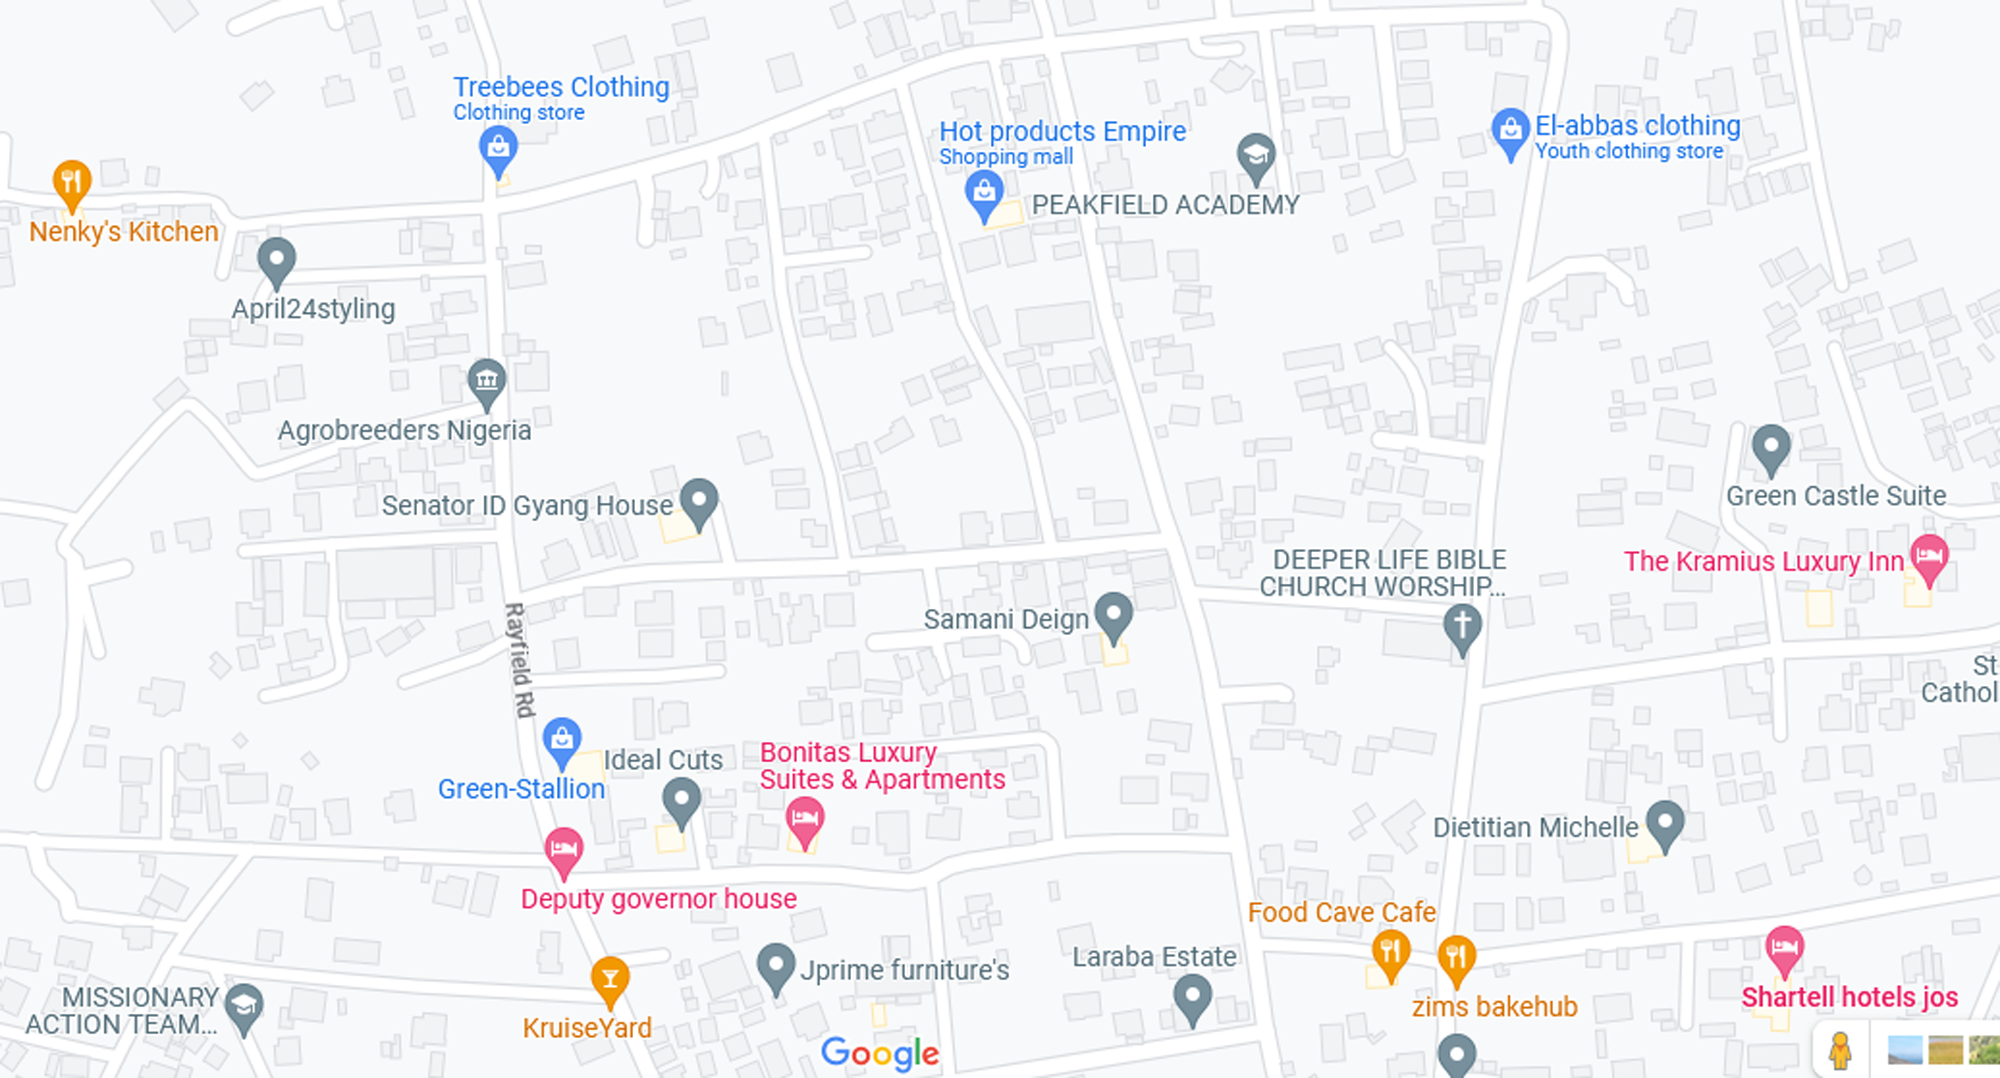 Treebees Clothing
Clothing store
Hot products Empire
Shopping mall
El-abbas clothing
Youth clothing store
PEAKFIELD ACADEMY
Nenky's Kitchen
April24styling
Agrobreeders Nigeria
Senator ID Gyang House
Green Castle Suite
DEEPER LIFE BIBLE
CHURCH WORSHIP...
The Kramius Luxury Inn
Samani Deign
Rayfield Rd
St
Cathol
Ideal Cuts
Bonitas Luxury
Suites & Apartments
Green-Stallion
Dietitian Michelle
Deputy governor house
Food Cave Cafe
Laraba Estate
Jprime furniture's
MISSIONARY
ACTION TEAM...
zims bakehub
Shartell hotels jos
KruiseYard
Google